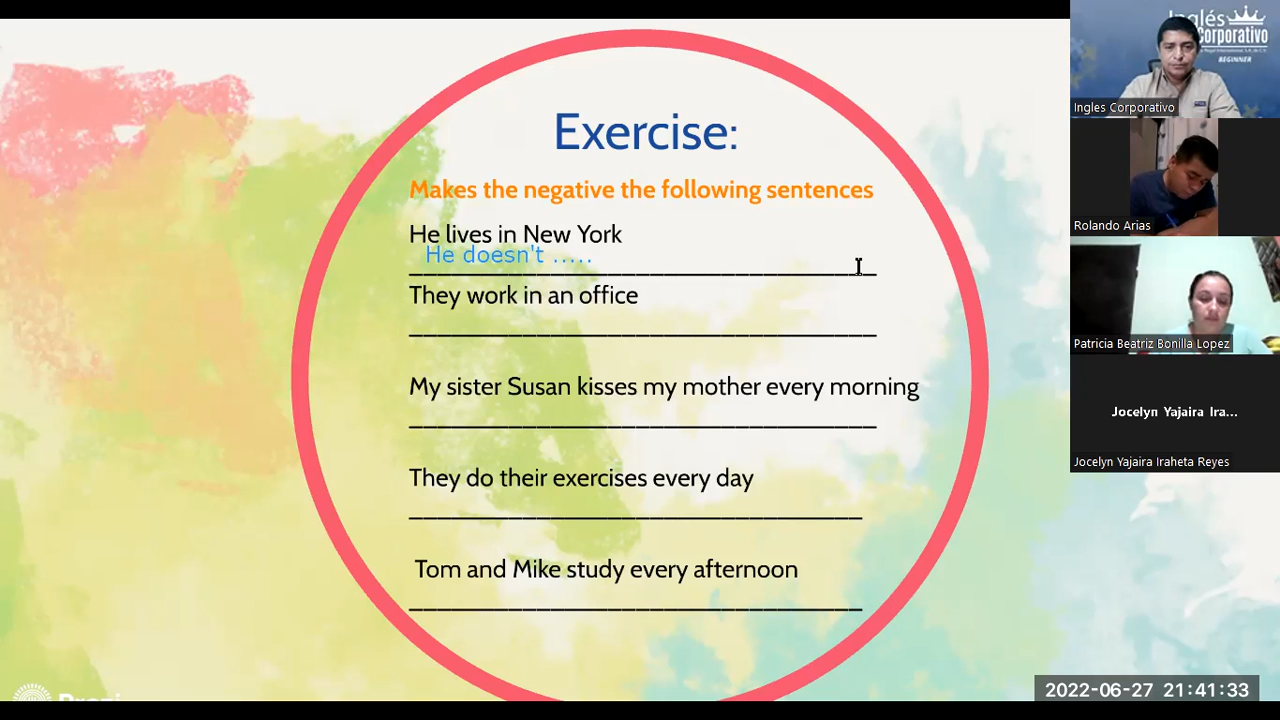 Exercise:
Makes the negative the following sentences
He lives in New York
He doesn't .....
They work in an office
My sister Susan kisses my mother every morning
They do their exercises every day
Tom and Mike study every afternoon
Prezi
Inglés
Corporativo
BEGINNER
Ingles Corporativo
Rolando Arias
Patricia Beatriz Bonilla Lopez
Jocelyn Yajaira Ira...
Jocelyn Yajaira Iraheta Reyes
2022-06-27 21:41:33